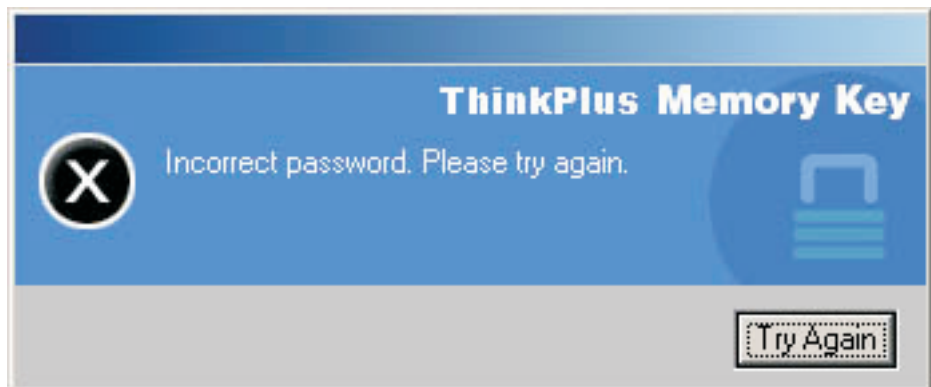 ThinkPlus Memory Key
Incorrect password. Please try again.
Try Again